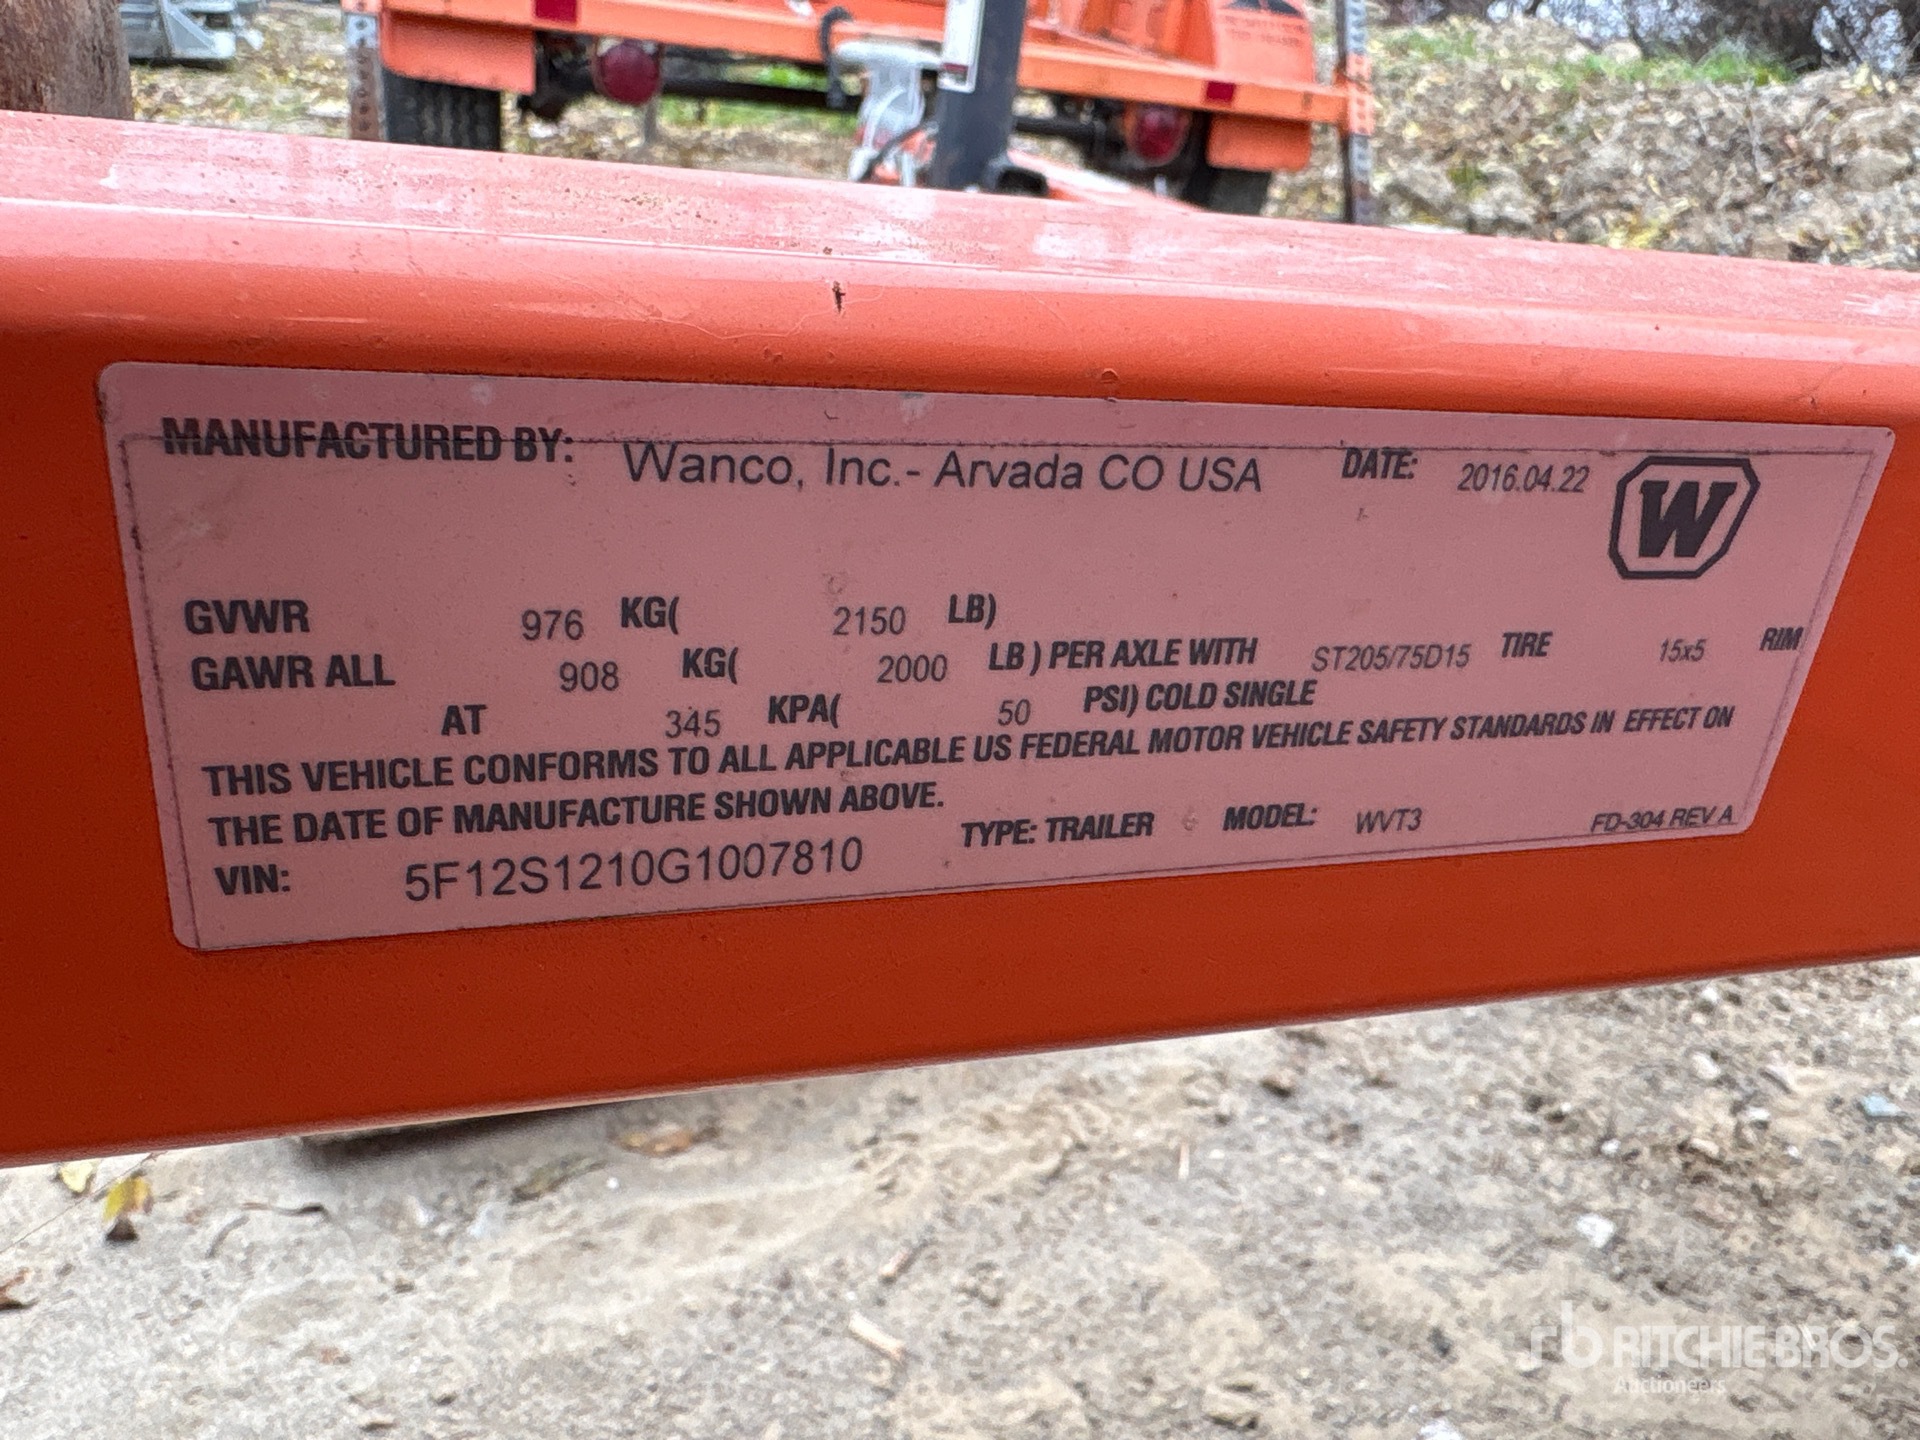 MANUFACTURED BY: Wanco, Inc.- Arvada CO USA DATE: 2016.04.22
W
GVWR 976 KG( 2150 LB)
GAWR ALL 908 KG( 2000 LB ) PER AXLE WITH ST205/75D15 TIRE 15x5 RIM
AT 345 KPA( 50 PSI) COLD SINGLE
THIS VEHICLE CONFORMS TO ALL APPLICABLE US FEDERAL MOTOR VEHICLE SAFETY STANDARDS IN EFFECT ON
THE DATE OF MANUFACTURE SHOWN ABOVE.
TYPE: TRAILER MODEL: WVT3 FD-304 REV A
VIN: 5F12S1210G1007810
rb RITCHIE BROS.
Auctioneers